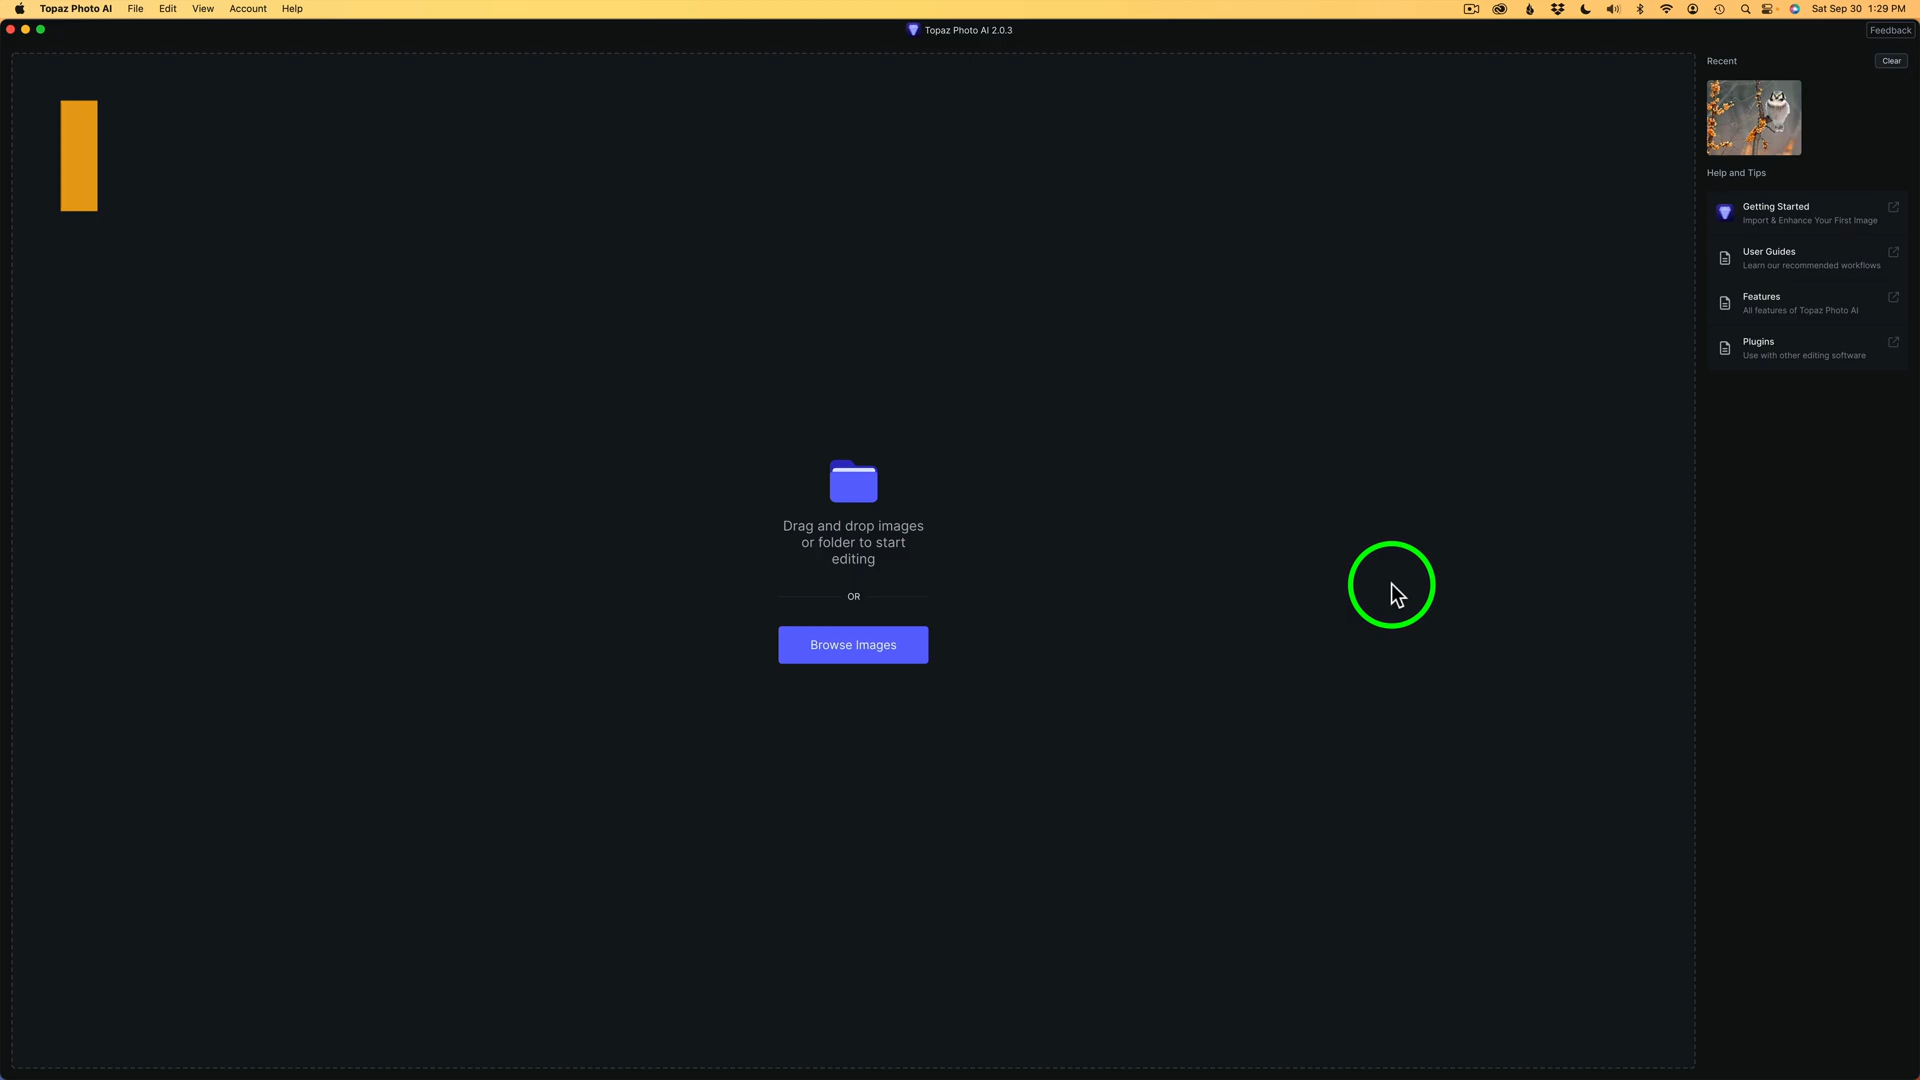 Topaz Photo AI File Edit View Account Help Sat Sep 30 1:29 PM
Topaz Photo AI 2.0.3
Feedback
Recent
Clear
Help and Tips
Getting Started
Import & Enhance Your First Image
User Guides
Learn our recommended workflows
Features
All features of Topaz Photo AI
Plugins
Use with other editing software
Drag and drop images
or folder to start
editing
OR
Browse Images